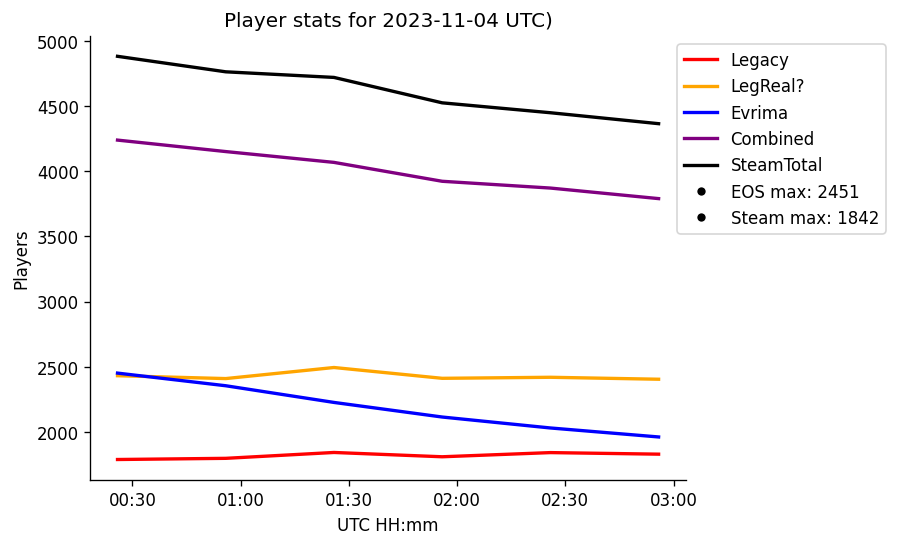 Player stats for 2023-11-04 UTC)
5000
4500
4000
3500
3000
2500
2000
Players
00:30 01:00 01:30 02:00 02:30 03:00
UTC HH:mm
Legacy
LegReal?
Evrima
Combined
SteamTotal
EOS max: 2451
Steam max: 1842